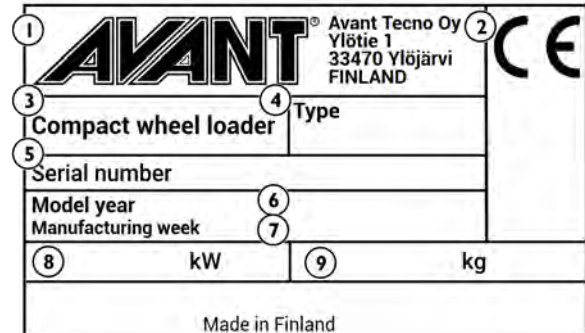 1 AVANT® Avant Tecno Oy 2 CE
Ylötie 1
33470 Ylöjärvi
FINLAND
3 Compact wheel loader 4 Type
5 Serial number
Model year 6
Manufacturing week 7
8 kW 9 kg
Made in Finland